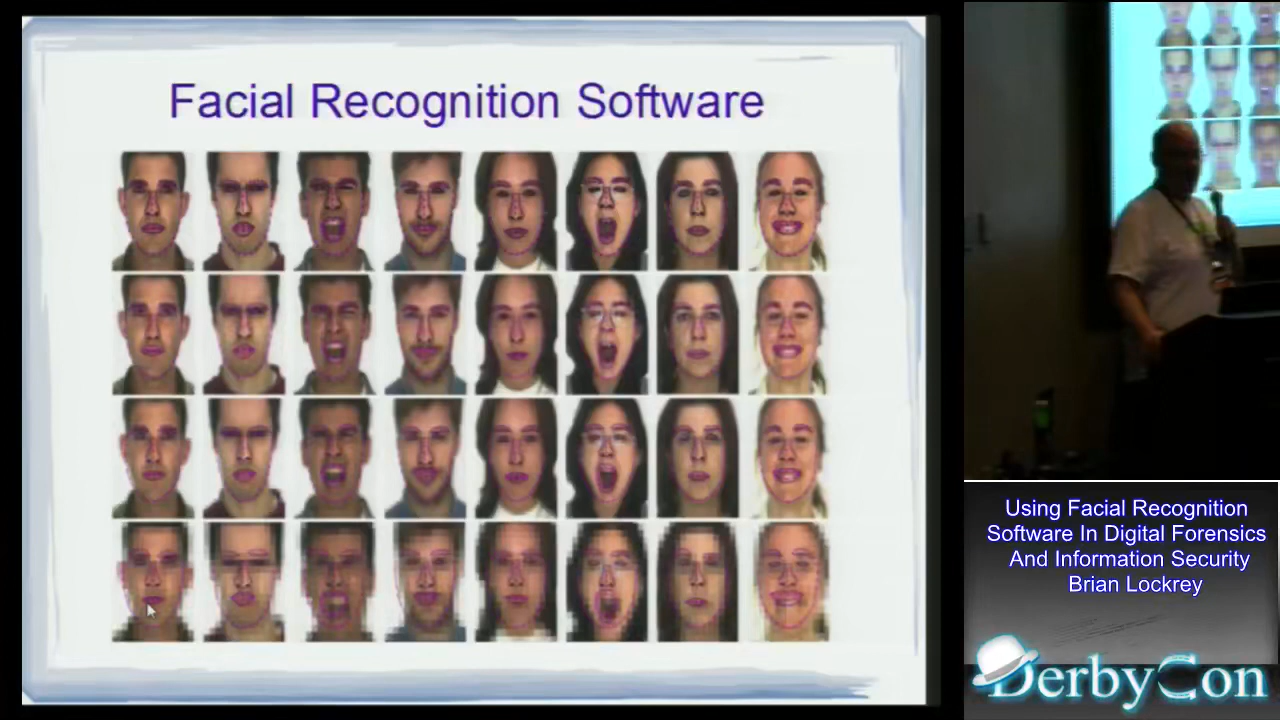 Facial Recognition Software
Using Facial Recognition
Software In Digital Forensics
And Information Security
Brian Lockrey
DerbyCon